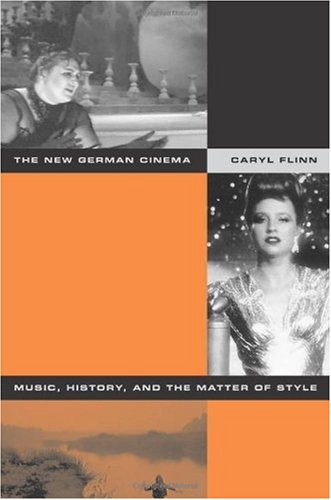 THE NEW GERMAN CINEMA
CARYL FLINN
MUSIC, HISTORY, AND THE MATTER OF STYLE